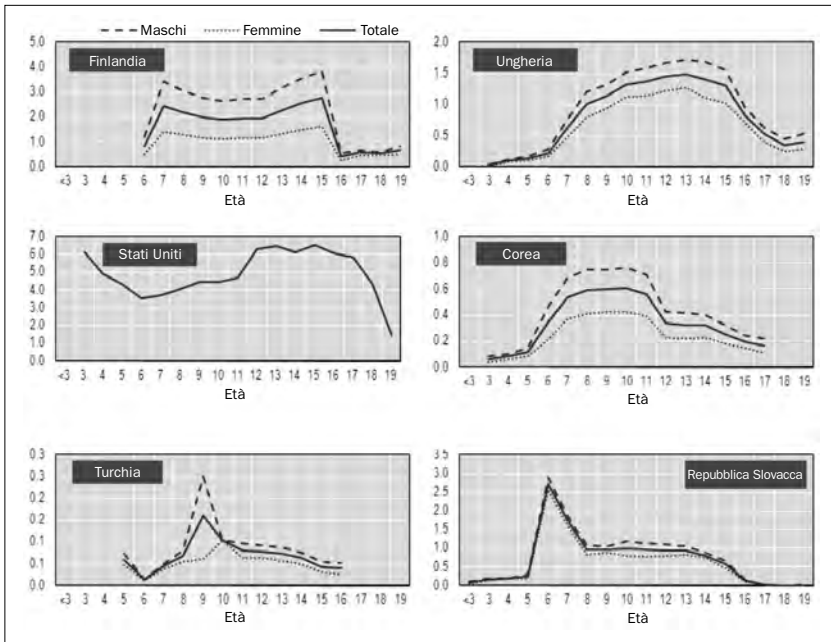 Maschi Femmine Totale
Finlandia
5.0
4.0
3.0
2.0
1.0
0.0
<3 3 4 5 6 7 8 9 10 11 12 13 14 15 16 17 18 19
Età
Ungheria
2.0
1.5
1.0
0.5
0.0
<3 3 4 5 6 7 8 9 10 11 12 13 14 15 16 17 18 19
Età
Stati Uniti
7.0
6.0
5.0
4.0
3.0
2.0
1.0
0.0
<3 3 4 5 6 7 8 9 10 11 12 13 14 15 16 17 18 19
Età
Corea
1.0
0.8
0.6
0.4
0.2
0.0
<3 3 4 5 6 7 8 9 10 11 12 13 14 15 16 17 18 19
Età
Turchia
0.3
0.3
0.2
0.2
0.1
0.1
0.0
<3 3 4 5 6 7 8 9 10 11 12 13 14 15 16 17 18 19
Età
Repubblica Slovacca
3.5
3.0
2.5
2.0
1.5
1.0
0.5
0.0
<3 3 4 5 6 7 8 9 10 11 12 13 14 15 16 17 18 19
Età